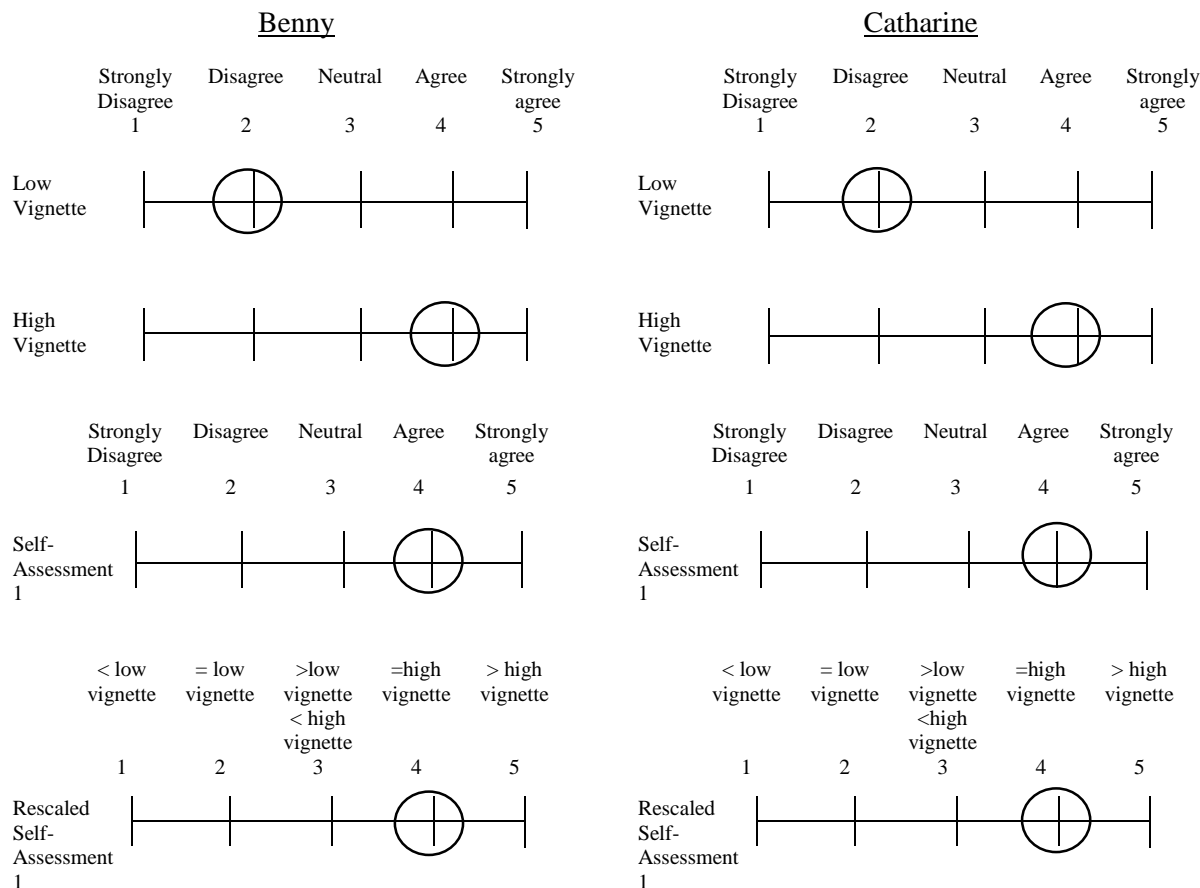 Benny
Strongly Disagree Neutral Agree Strongly
Disagree agree
1 2 3 4 5
Low
Vignette
High
Vignette
Strongly Disagree Neutral Agree Strongly
Disagree agree
1 2 3 4 5
Self-
Assessment
1
< low = low >low =high > high
vignette vignette vignette vignette vignette
< high
vignette
1 2 3 4 5
Rescaled
Self-
Assessment
1
Catharine
Strongly Disagree Neutral Agree Strongly
Disagree agree
1 2 3 4 5
Low
Vignette
High
Vignette
Strongly Disagree Neutral Agree Strongly
Disagree agree
1 2 3 4 5
Self-
Assessment
1
< low = low >low =high > high
vignette vignette vignette vignette vignette
<high
vignette
1 2 3 4 5
Rescaled
Self-
Assessment
1